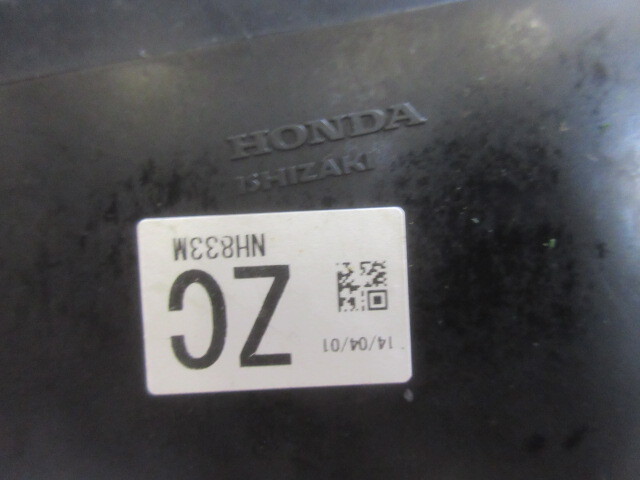 HONDA
ISHIZAKI
14/04/01
ZC
NH833M